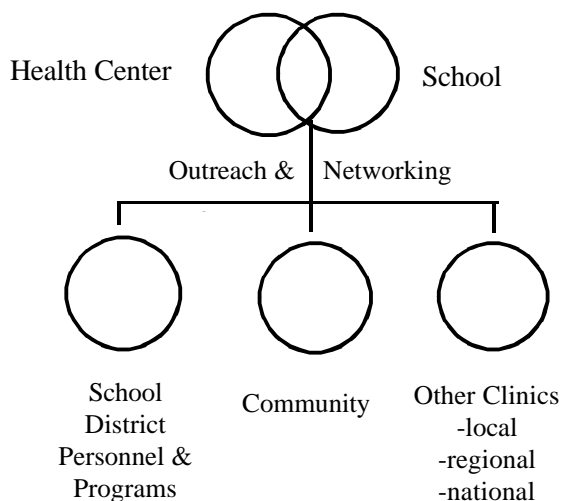 Health Center
School
Outreach & Networking
School
District
Personnel &
Programs
Community
Other Clinics
-local
-regional
-national